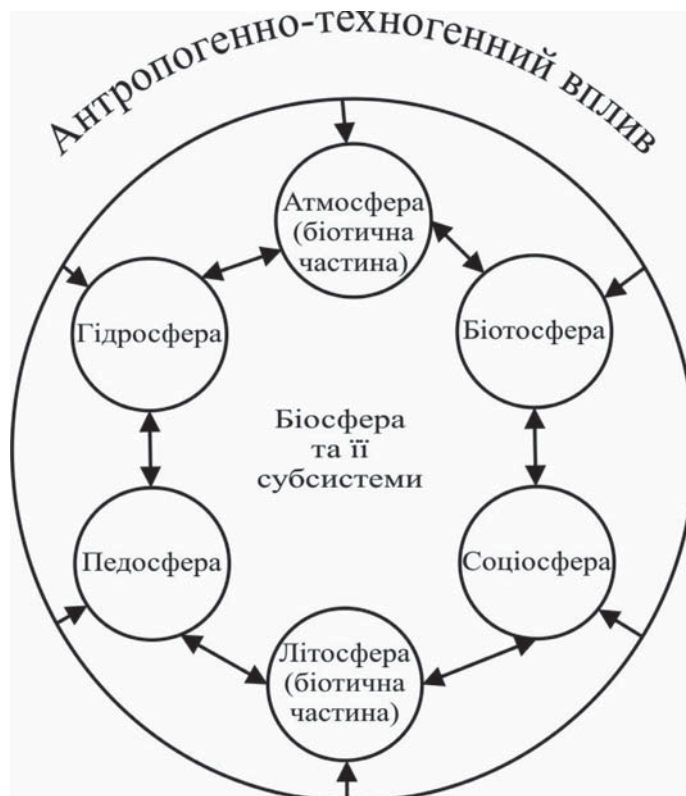 Антропогенно-техногенний вплив
Атмосфера
(біотична
частина)
Гідросфера
Біотосфера
Біосфера
та її
субсистеми
Педосфера
Соціосфера
Літосфера
(біотична
частина)